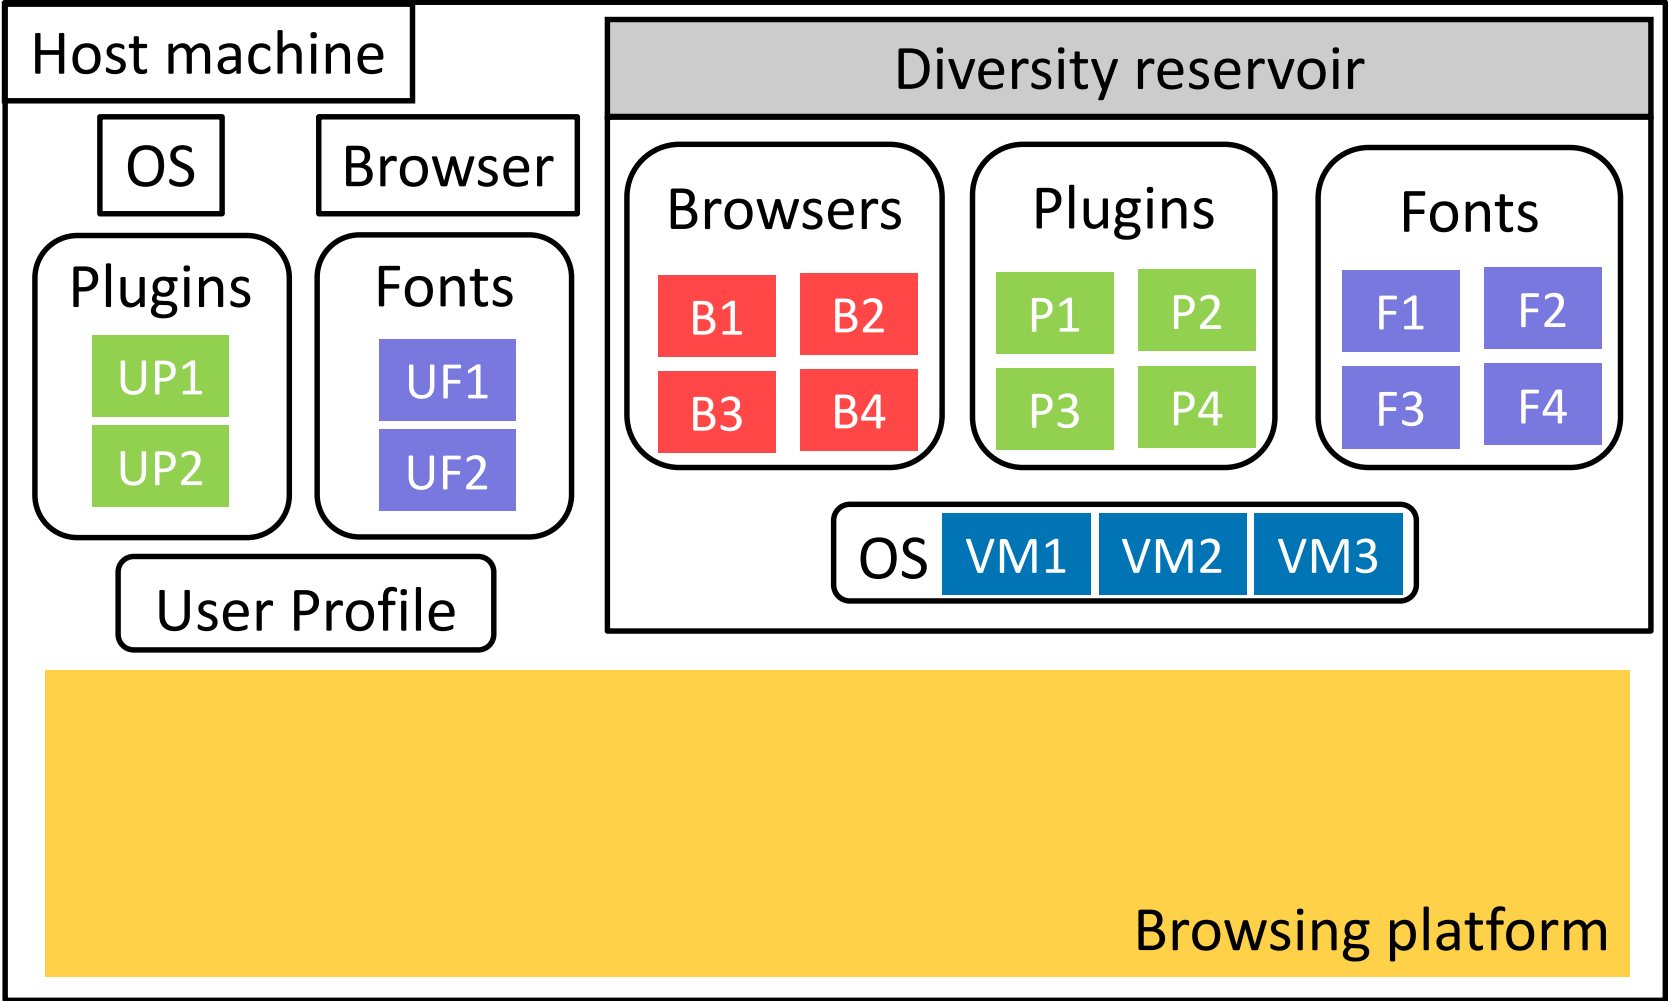 Host machine
OS
Browser
Plugins
UP1
UP2
Fonts
UF1
UF2
User Profile
Diversity reservoir
Browsers
B1 B2
B3 B4
Plugins
P1 P2
P3 P4
Fonts
F1 F2
F3 F4
OS VM1 VM2 VM3
Browsing platform